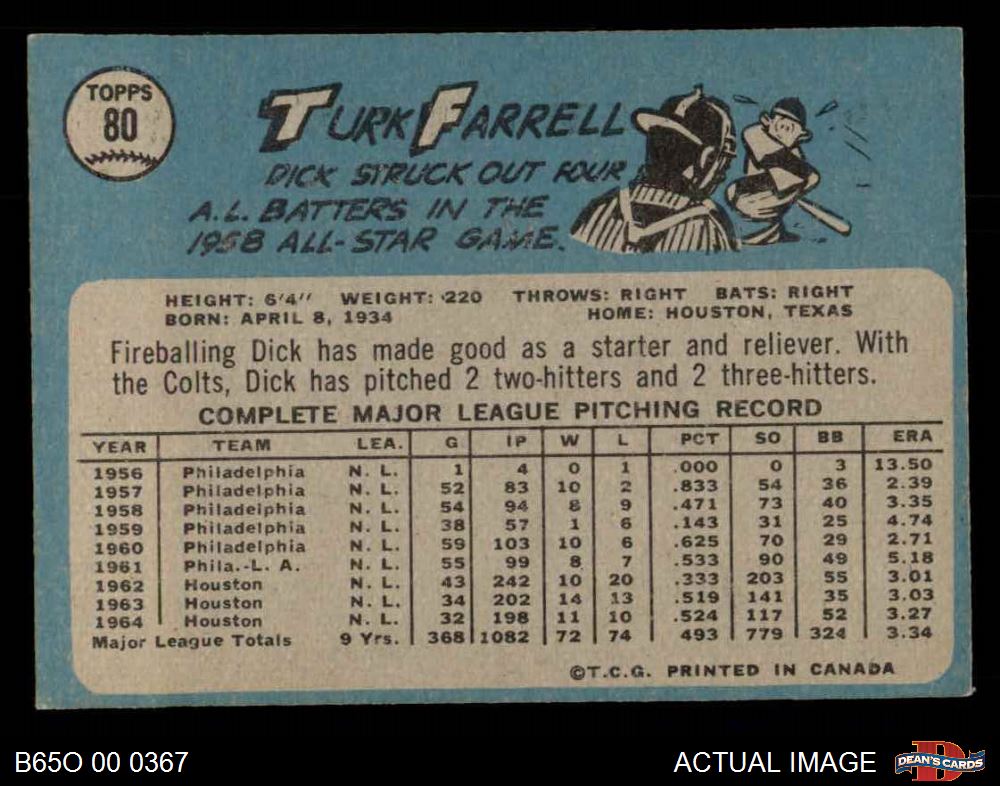 TOPPS
80
TURK FARRELL
DICK STRUCK OUT FOUR
A.L. BATTERS IN THE
1958 ALL-STAR GAME.
HEIGHT: 6'4" WEIGHT: 220 THROWS: RIGHT BATS: RIGHT
BORN: APRIL 8, 1934 HOME: HOUSTON, TEXAS
Fireballing Dick has made good as a starter and reliever. With
the Colts, Dick has pitched 2 two-hitters and 2 three-hitters.
COMPLETE MAJOR LEAGUE PITCHING RECORD
YEAR TEAM LEA. G IP W L PCT SO BB ERA
1956 Philadelphia N. L. 1 4 0 1 .000 0 3 13.50
1957 Philadelphia N. L. 52 83 10 2 .833 54 36 2.39
1958 Philadelphia N. L. 54 94 8 9 .471 73 40 3.35
1959 Philadelphia N. L. 38 57 1 6 .143 31 25 4.74
1960 Philadelphia N. L. 59 103 10 6 .625 70 29 2.71
1961 Phila.-L. A. N. L. 55 99 8 7 .533 90 49 5.18
1962 Houston N. L. 43 242 10 20 .333 203 55 3.01
1963 Houston N. L. 34 202 14 13 .519 141 35 3.03
1964 Houston N. L. 32 198 11 10 .524 117 52 3.27
Major League Totals 9 Yrs. 368 1082 72 74 493 779 324 3.34
©T.C.G. PRINTED IN CANADA
B65O 00 0367
ACTUAL IMAGE
DEAN'S CARDS